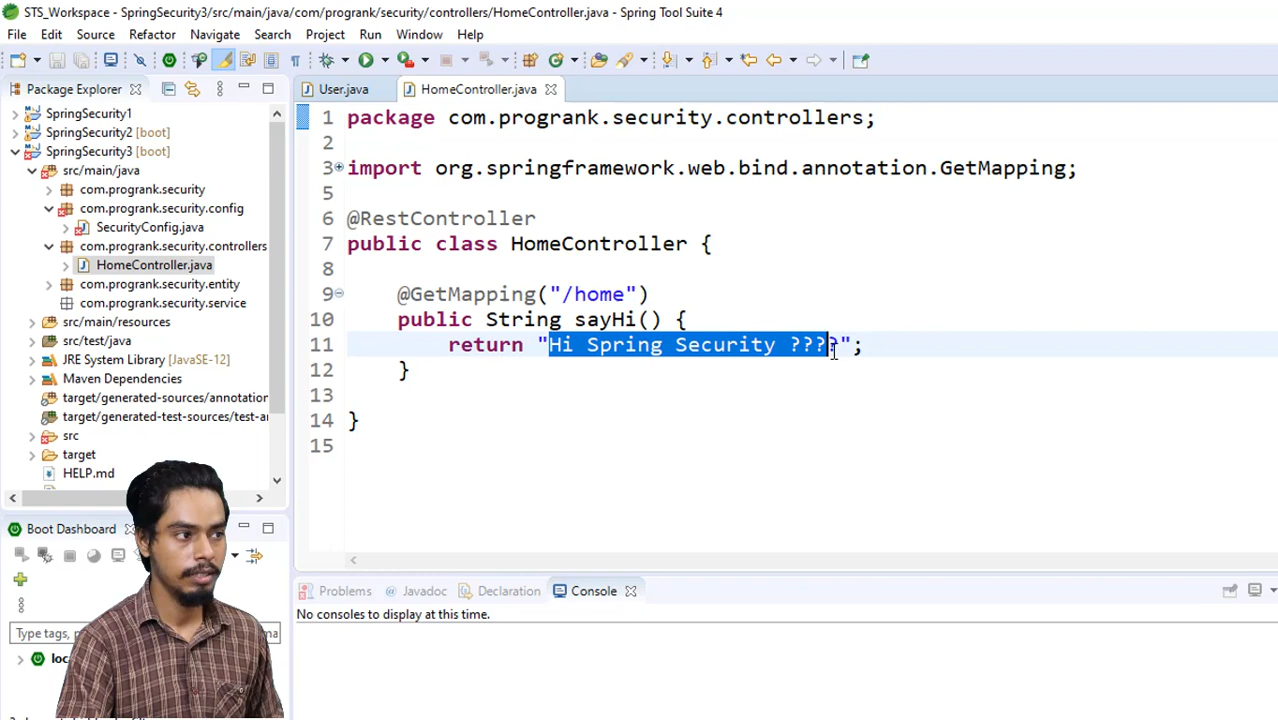 STS_Workspace - SpringSecurity3/src/main/java/com/progrank/security/controllers/HomeController.java - Spring Tool Suite 4
File Edit Source Refactor Navigate Search Project Run Window Help
Package Explorer
SpringSecurity1
SpringSecurity2 [boot]
SpringSecurity3 [boot]
src/main/java
com.progrank.security
com.progrank.security.config
SecurityConfig.java
com.progrank.security.controllers
HomeController.java
com.progrank.security.entity
com.progrank.security.service
src/main/resources
src/test/java
JRE System Library [JavaSE-12]
Maven Dependencies
target/generated-sources/annotation
target/generated-test-sources/test-a
src
target
HELP.md
User.java HomeController.java
1 package com.progrank.security.controllers;
2
3 import org.springframework.web.bind.annotation.GetMapping;
5
6 @RestController
7 public class HomeController {
8
9 @GetMapping("/home")
10 public String sayHi() {
11 return "Hi Spring Security ????";
12 }
13
14 }
15
Boot Dashboard
Type tags, 
Problems @ Javadoc Declaration Console
No consoles to display at this time.